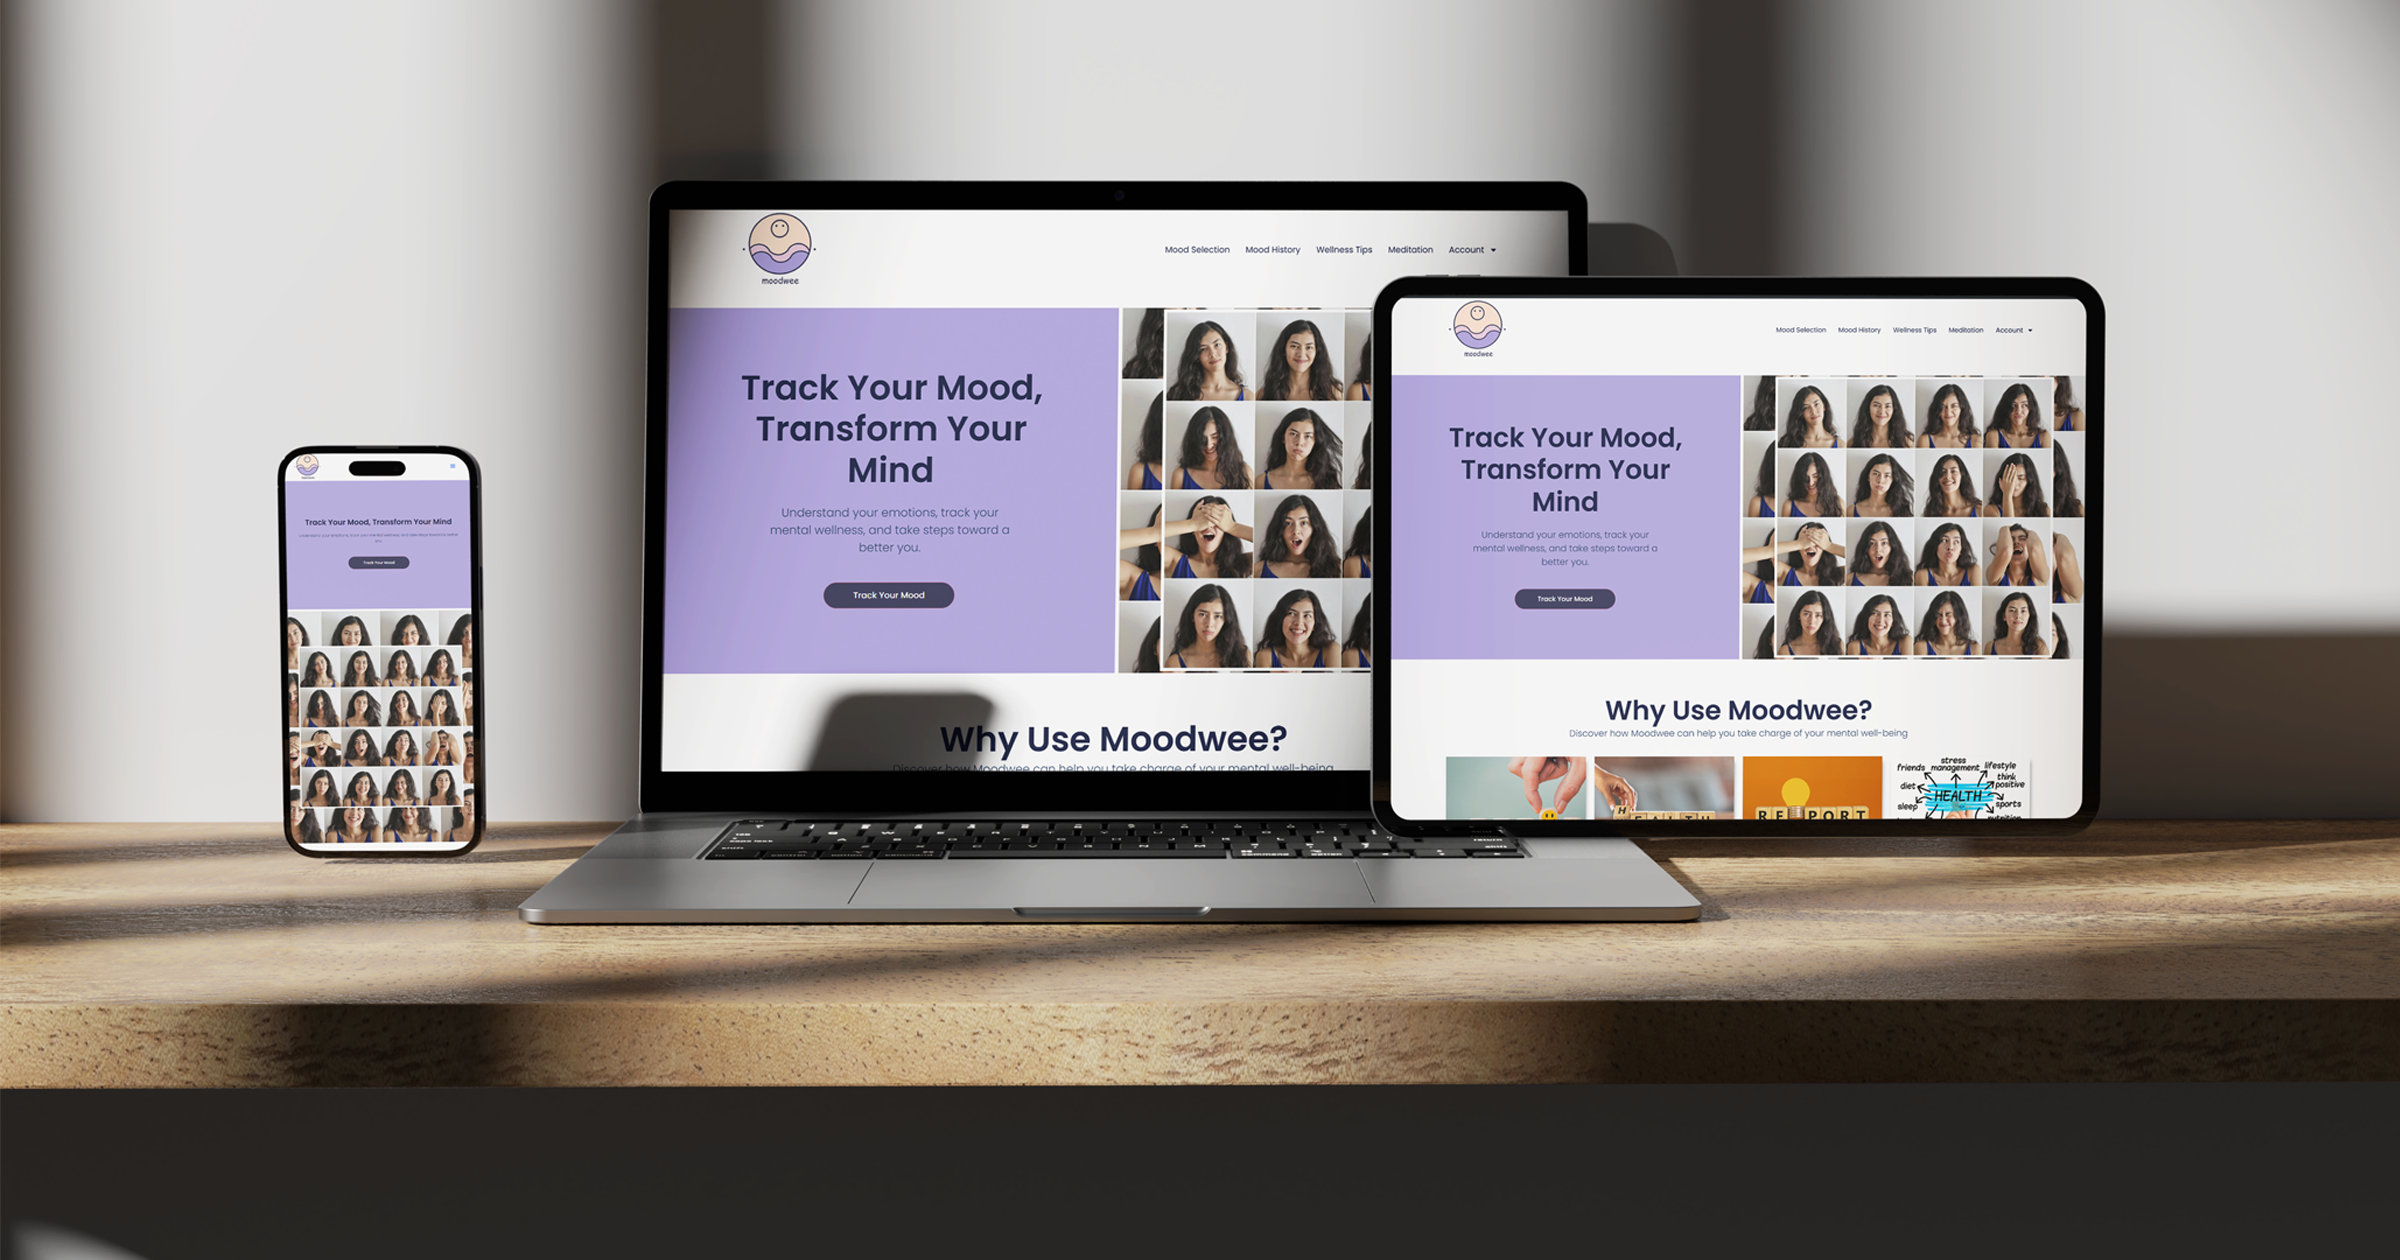 Track Your Mood, Transform Your Mind
Track Your Mood
moodwee
Mood Selection Mood History Wellness Tips Meditation Account
Track Your Mood,
Transform Your
Mind
Understand your emotions, track your
mental wellness, and take steps toward a
better you.
Track Your Mood
Why Use Moodwee?
Discover how Moodwee can help you take charge of your mental well-being
moodwee
Mood Selection Mood History Wellness Tips Meditation Account
Track Your Mood,
Transform Your
Mind
Understand your emotions, track your
mental wellness, and take steps toward a
better you.
Track Your Mood
Why Use Moodwee?
Discover how Moodwee can help you take charge of your mental well-being
HEALTH
REPORT
friends
stress
management
lifestyle
diet
think
positive
HEALTH
sleep
sports
nutrition